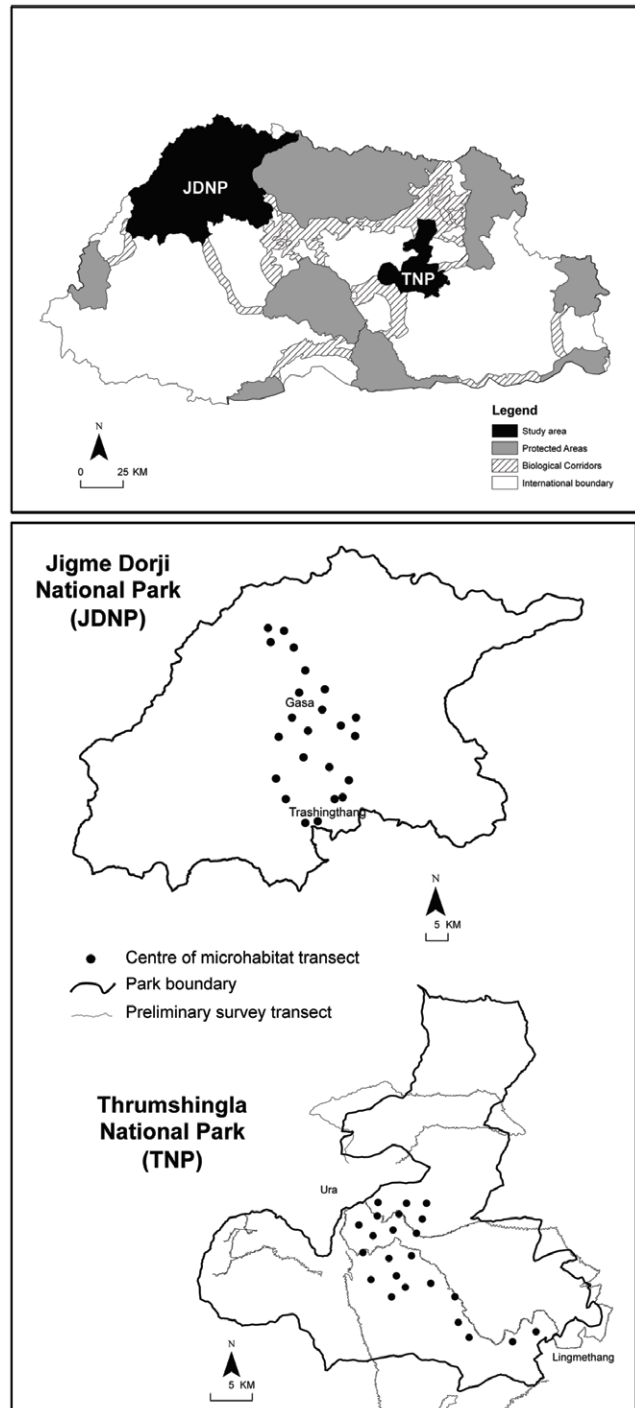 JDNP
TNP
N
0 25 KM
Legend
Study area
Protected Areas
Biological Corridors
International boundary
Jigme Dorji
National Park
(JDNP)
Gasa
Trashingthang
N
5 KM
Centre of microhabitat transect
Park boundary
Preliminary survey transect
Thrumshingla
National Park
(TNP)
Ura
N
5 KM
Lingmethang